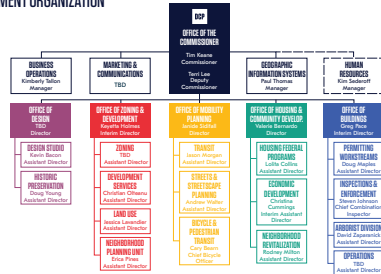 MENT ORGANIZATION
DCP
OFFICE OF THE
COMMISSIONER
Tim Keane
Commissioner
Terri Lee
Deputy
Commissioner
BUSINESS
OPERATIONS
Kimberly Tallon
Manager
MARKETING &
COMMUNICATIONS
TBD
GEOGRAPHIC
INFORMATION SYSTEMS
Paul Thomas
Manager
HUMAN
RESOURCES
Kim Sederoff
Manager
OFFICE OF
DESIGN
TBD
Director
DESIGN STUDIO
Kevin Bacon
Assistant Director
HISTORIC
PRESERVATION
Doug Young
Assistant Director
OFFICE OF ZONING &
DEVELOPMENT
Keyetta Holmes
Interim Director
ZONING
TBD
Assistant Director
DEVELOPMENT
SERVICES
Christian Olteanu
Assistant Director
LAND USE
Jessica Lavandier
Assistant Director
NEIGHBORHOOD
PLANNING UNIT
Erica Pines
Assistant Director
OFFICE OF MOBILITY
PLANNING
Janide Sidifall
Director
TRANSIT
Jason Morgan
Assistant Director
STREETS &
STREETSCAPE
PLANNING
Andrew Walter
Assistant Director
BICYCLE &
PEDESTRIAN
TRANSIT
Cary Bearn
Chief Bicycle
Officer
OFFICE OF HOUSING &
COMMUNITY DEVELOP.
Valerie Bernardo
Director
HOUSING FEDERAL
PROGRAMS
Lolita Collins
Assistant Director
ECONOMIC
DEVELOPMENT
Christina
Cummings
Interim Assistant
Director
NEIGHBORHOOD
REVITALIZATION
Rodney Milton
Assistant Director
OFFICE OF
BUILDINGS
Greg Pace
Interim Director
PERMITTING
WORKSTREAMS
Doug Maples
Assistant Director
INSPECTIONS &
ENFORCEMENT
Steven Johnson
Chief Combination
Inspector
ARBORIST DIVISION
David Zaparanick
Assistant Director
OPERATIONS
TBD
Assistant Director